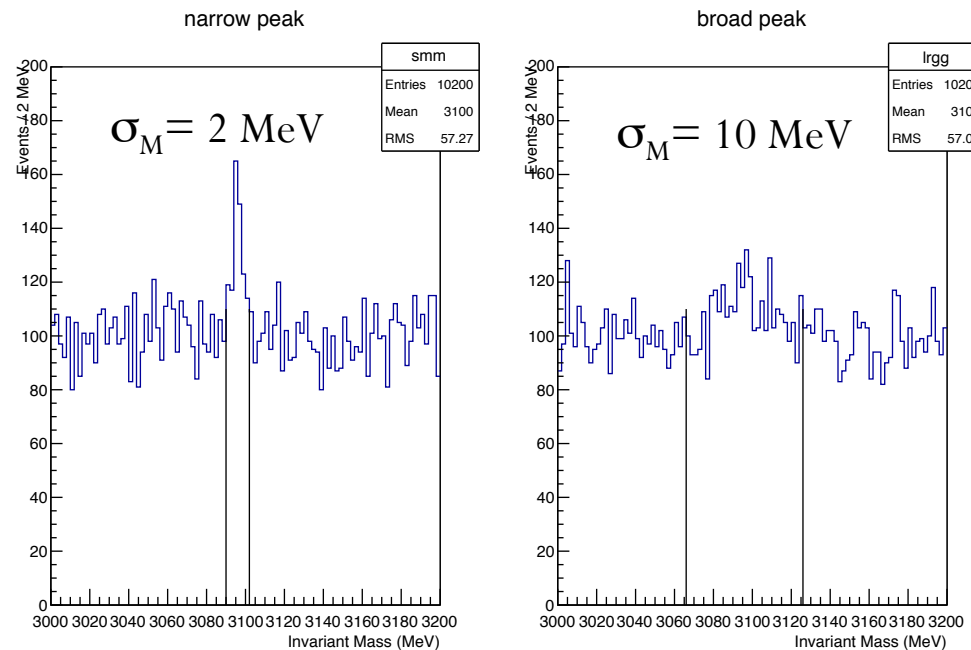 narrow peak
smm
Entries 10200
Mean 3100
RMS 57.27
Events / 2 MeV
σM= 2 MeV
200
180
160
140
120
100
80
60
40
20
0
3000 3020 3040 3060 3080 3100 3120 3140 3160 3180 3200
Invariant Mass (MeV)
broad peak
lrgg
Entries 1020
Mean 310
RMS 57.0
Events / 2 MeV
σM= 10 MeV
200
180
160
140
120
100
80
60
40
20
0
3000 3020 3040 3060 3080 3100 3120 3140 3160 3180 3200
Invariant Mass (MeV)